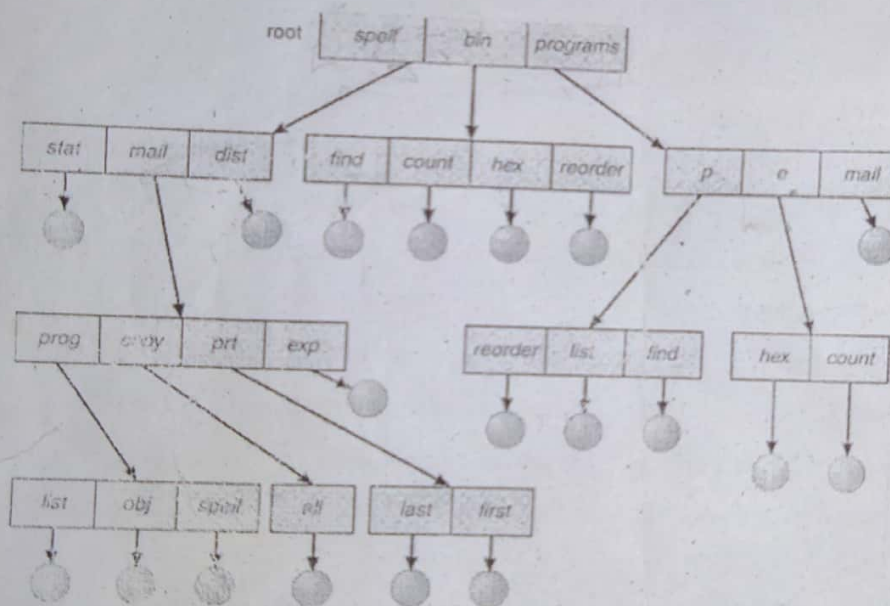 root spell bin programs
stat mail dist find count hex reorder p e mail
prog copy prt exp reorder list find hex count
list obj spell all last first